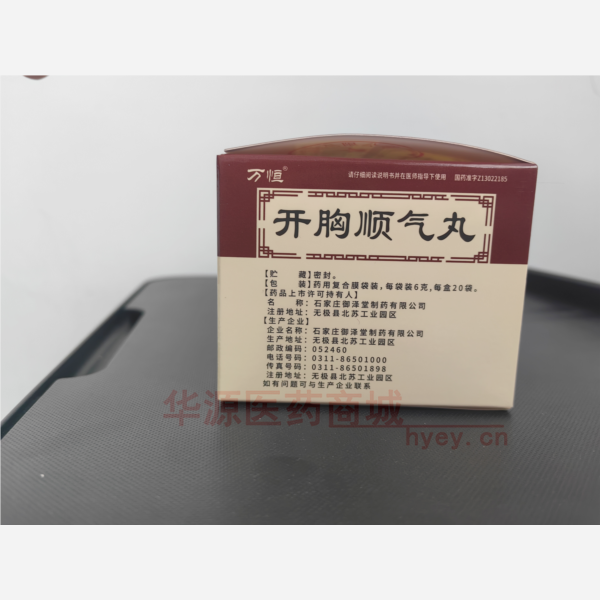 万恒®
请仔细阅读说明书并在医师指导下使用 国药准字Z13022185
开胸顺气丸
【贮 藏】密封。
【包 装】药用复合膜袋装,每袋装6克,每盒20袋。
【药品上市许可持有人】
名 称:石家庄御泽堂制药有限公司
注册地址:无极县北苏工业园区
【生产企业】
企业名称:石家庄御泽堂制药有限公司
生产地址:无极县北苏工业园区
邮政编码:052460
电话号码:0311-86501000
传真号码:0311-86501898
注册地址:无极县北苏工业园区
如有问题可与生产企业联系
华源医药商城
hyey.cn